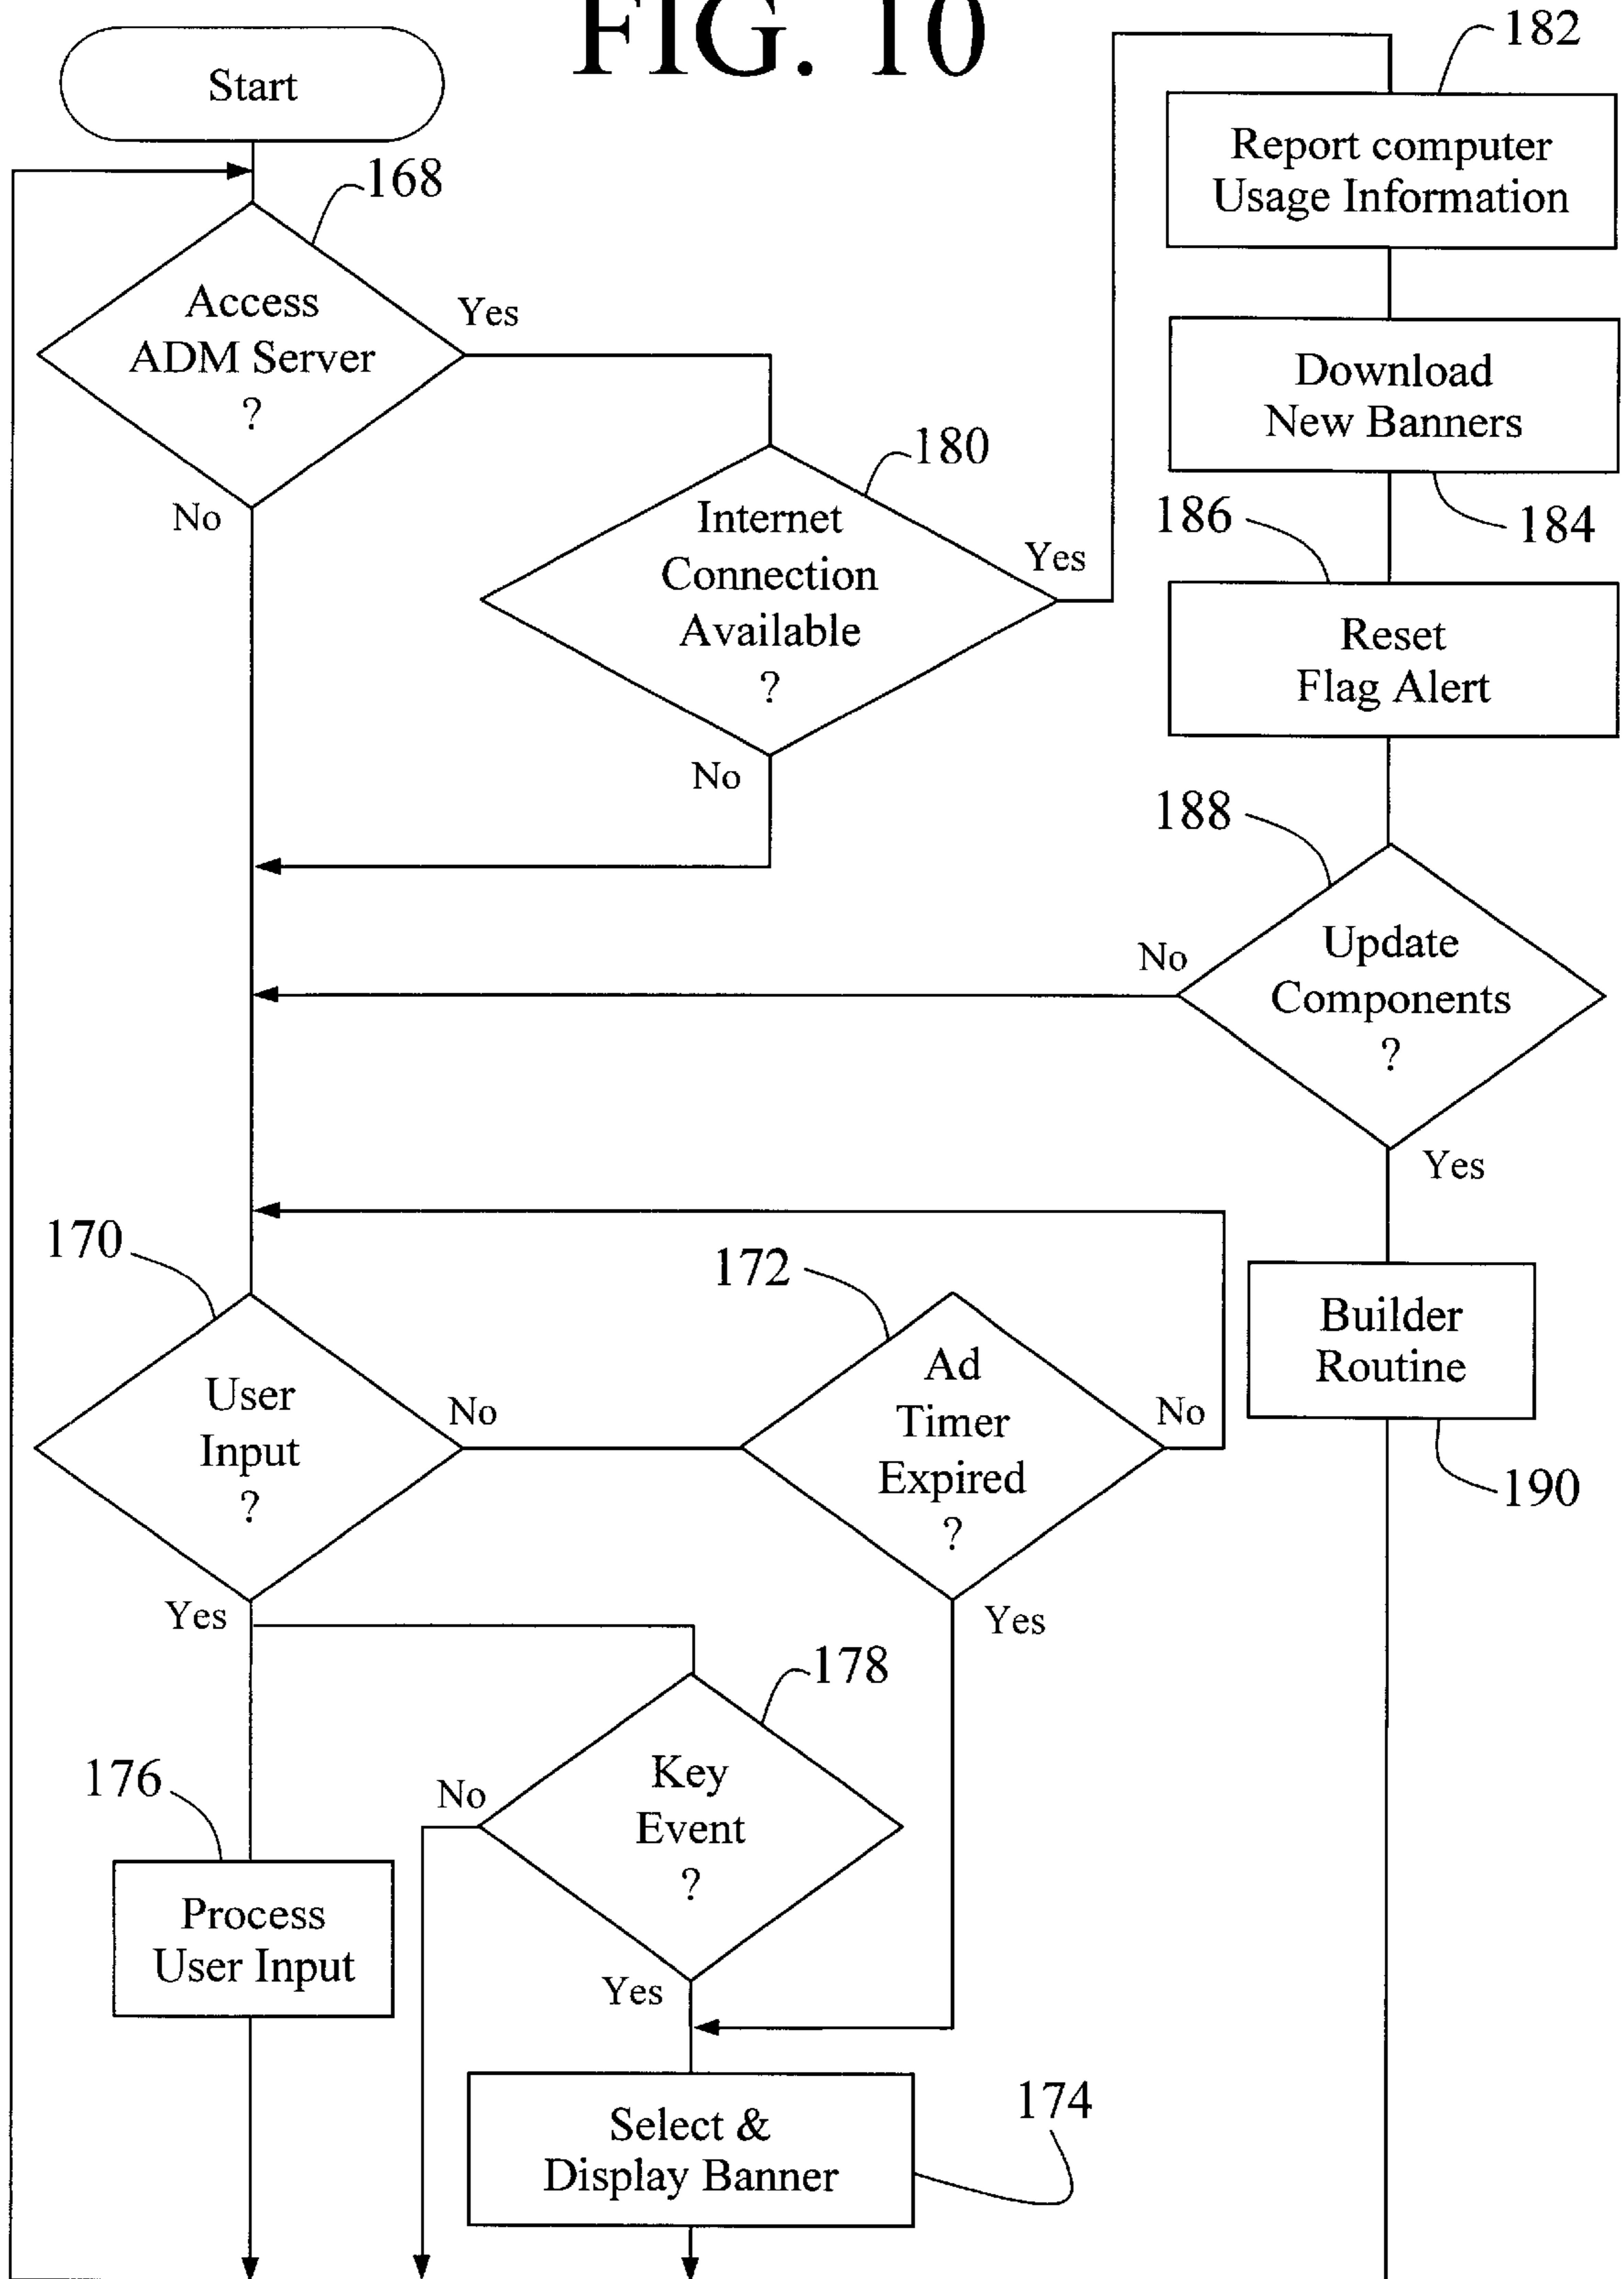 FIG. 10
Start
168
Access
ADM Server
?
Yes
No
180
Internet
Connection
Available
?
Yes
No
182
Report computer
Usage Information
Download
New Banners
184
186
Reset
Flag Alert
188
Update
Components
?
No
Yes
Builder
Routine
190
170
User
Input
?
No
Yes
172
Ad
Timer
Expired
?
No
Yes
178
Key
Event
?
No
Yes
176
Process
User Input
Select &
Display Banner
174